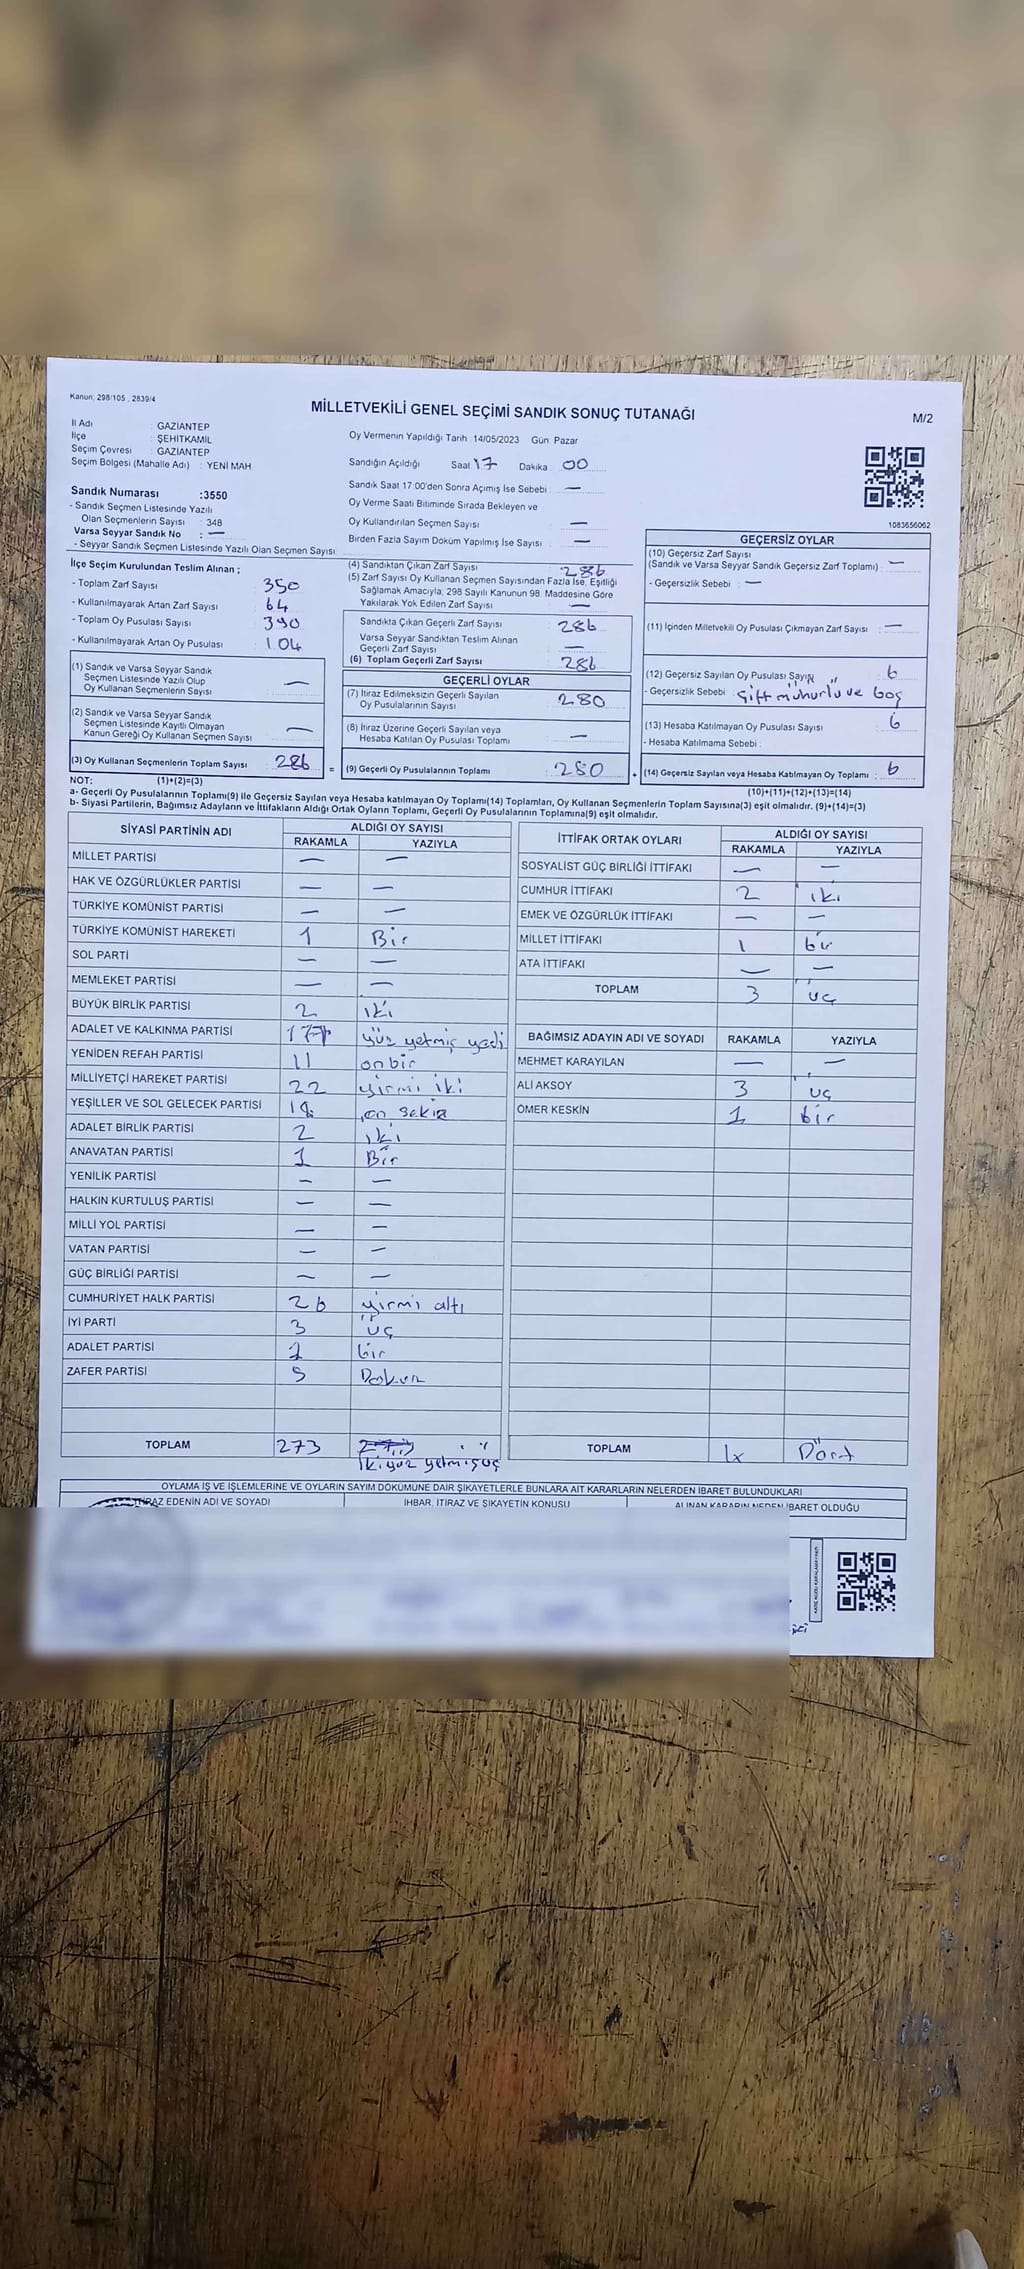 Kanun, 298/105 , 2839/4
MİLLETVEKİLİ GENEL SEÇİMİ SANDIK SONUÇ TUTANAĞI
M/2
İl Adı : GAZİANTEP
İlçe : ŞEHİTKAMİL
Seçim Çevresi : GAZİANTEP
Seçim Bölgesi (Mahalle Adı) : YENİ MAH.
Sandık Numarası :3550
- Sandık Seçmen Listesinde Yazılı
Olan Seçmenlerin Sayısı : 348
Varsa Seyyar Sandık No : —
- Seyyar Sandık Seçmen Listesinde Yazılı Olan Seçmen Sayısı
Oy Vermenin Yapıldığı Tarih 14/05/2023 Gün Pazar
Sandığın Açıldığı Saat 17 Dakika : 00
Sandık Saat 17:00'den Sonra Açımış İse Sebebi : —
Oy Verme Saati Bitiminde Sırada Bekleyen ve
Oy Kullandırılan Seçmen Sayısı —
Birden Fazla Sayım Döküm Yapılmış İse Sayısı —
1083656062
İlçe Seçim Kurulundan Teslim Alınan ;
- Toplam Zarf Sayısı : 350
- Kullanılmayarak Artan Zarf Sayısı : 64
- Toplam Oy Pusulası Sayısı : 390
- Kullanılmayarak Artan Oy Pusulası : 104
(1) Sandık ve Varsa Seyyar Sandık
Seçmen Listesinde Yazılı Olup
Oy Kullanan Seçmenlerin Sayısı : —
(2) Sandık ve Varsa Seyyar Sandık
Seçmen Listesinde Kayıtlı Olmayan
Kanun Gereği Oy Kullanan Seçmen Sayısı : —
(3) Oy Kullanan Seçmenlerin Toplam Sayısı : 286
(4) Sandıktan Çıkan Zarf Sayısı : 286
(5) Zarf Sayısı Oy Kullanan Seçmen Sayısından Fazla İse, Eşitliği
Sağlamak Amacıyla, 298 Sayılı Kanunun 98. Maddesine Göre
Yakılarak Yok Edilen Zarf Sayısı : —
Sandıkta Çıkan Geçerli Zarf Sayısı : 286
Varsa Seyyar Sandıktan Teslim Alınan
Geçerli Zarf Sayısı : —
(6) Toplam Geçerli Zarf Sayısı : 286
GEÇERLİ OYLAR
(7) İtiraz Edilmeksizin Geçerli Sayılan
Oy Pusulalarının Sayısı : 280
(8) İtiraz Üzerine Geçerli Sayılan veya
Hesaba Katılan Oy Pusulası Toplamı : —
= (9) Geçerli Oy Pusulalarının Toplamı : 280 +
GEÇERSİZ OYLAR
(10) Geçersiz Zarf Sayısı
(Sandık ve Varsa Seyyar Sandık Geçersiz Zarf Toplamı) : —
- Geçersizlik Sebebi : —
(11) İçinden Milletvekili Oy Pusulası Çıkmayan Zarf Sayısı : —
(12) Geçersiz Sayılan Oy Pusulası Sayısı : 6
- Geçersizlik Sebebi : Çift mühürlü ve boş
(13) Hesaba Katılmayan Oy Pusulası Sayısı : 6
- Hesaba Katılmama Sebebi :
(14) Geçersiz Sayılan veya Hesaba Katılmayan Oy Toplamı : 6
NOT: (1)+(2)=(3)
(10)+(11)+(12)+(13)=(14)
a- Geçerli Oy Pusulalarının Toplamı(9) ile Geçersiz Sayılan veya Hesaba katılmayan Oy Toplamı(14) Toplamları, Oy Kullanan Seçmenlerin Toplam Sayısına(3) eşit olmalıdır. (9)+(14)=(3)
b- Siyasi Partilerin, Bağımsız Adayların ve İttifakların Aldığı Ortak Oyların Toplamı, Geçerli Oy Pusulalarının Toplamına(9) eşit olmalıdır.
SİYASİ PARTİNİN ADI ALDIĞI OY SAYISI
RAKAMLA YAZIYLA
MİLLET PARTİSİ — —
HAK VE ÖZGÜRLÜKLER PARTİSİ — —
TÜRKİYE KOMÜNİST PARTİSİ — —
TÜRKİYE KOMÜNİST HAREKETİ 1 Bir
SOL PARTİ — —
MEMLEKET PARTİSİ — —
BÜYÜK BİRLİK PARTİSİ 2 iki
ADALET VE KALKINMA PARTİSİ 177 yüz yetmiş yedi
YENİDEN REFAH PARTİSİ 11 onbir
MİLLİYETÇİ HAREKET PARTİSİ 22 yirmi iki
YEŞİLLER VE SOL GELECEK PARTİSİ 18 on sekiz
ADALET BİRLİK PARTİSİ 2 iki
ANAVATAN PARTİSİ 1 Bir
YENİLİK PARTİSİ — —
HALKIN KURTULUŞ PARTİSİ — —
MİLLİ YOL PARTİSİ — —
VATAN PARTİSİ — —
GÜÇ BİRLİĞİ PARTİSİ — —
CUMHURİYET HALK PARTİSİ 26 yirmi altı
İYİ PARTİ 3 üç
ADALET PARTİSİ 1 bir
ZAFER PARTİSİ 9 Dokuz
TOPLAM 273
ikiyüz yetmişüç
İTTİFAK ORTAK OYLARI ALDIĞI OY SAYISI
RAKAMLA YAZIYLA
SOSYALİST GÜÇ BİRLİĞİ İTTİFAKI — —
CUMHUR İTTİFAKI 2 iki
EMEK VE ÖZGÜRLÜK İTTİFAKI — —
MİLLET İTTİFAKI 1 bir
ATA İTTİFAKI — —
TOPLAM 3 üç
BAĞIMSIZ ADAYIN ADI VE SOYADI RAKAMLA YAZIYLA
MEHMET KARAYILAN — —
ALİ AKSOY 3 üç
ÖMER KESKİN 1 bir
TOPLAM Dört
OYLAMA İŞ VE İŞLEMLERİNE VE OYLARIN SAYIM DÖKÜMÜNE DAİR ŞİKAYETLERLE BUNLARA AİT KARARLARIN NELERDEN İBARET BULUNDUKLARI
İTİRAZ EDENİN ADI VE SOYADI İHBAR, İTİRAZ VE ŞİKAYETİN KONUSU ALINAN KARARIN NEDEN İBARET OLDUĞU